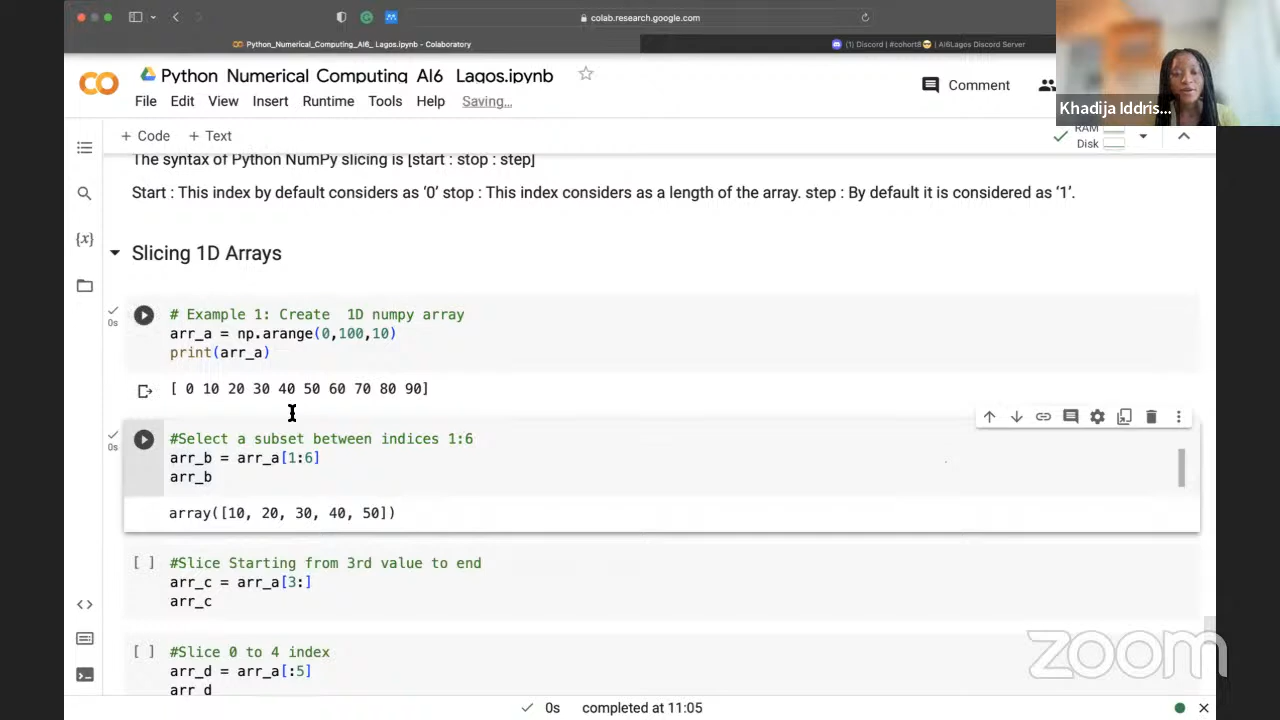 colab.research.google.com
Python_Numerical_Computing_AI6_ Lagos.ipynb - Colaboratory
(1) Discord | #cohort8😎 | AI6Lagos Discord Server
Python_Numerical_Computing_AI6_ Lagos.ipynb
File Edit View Insert Runtime Tools Help Saving...
Comment
Khadija Iddris...
+ Code + Text
RAM
Disk
The syntax of Python NumPy slicing is [start : stop : step]
Start : This index by default considers as ‘0’ stop : This index considers as a length of the array. step : By default it is considered as ‘1’.
Slicing 1D Arrays
0s
# Example 1: Create  1D numpy array
arr_a = np.arange(0,100,10)
print(arr_a)
[ 0 10 20 30 40 50 60 70 80 90]
0s
#Select a subset between indices 1:6
arr_b = arr_a[1:6]
arr_b
array([10, 20, 30, 40, 50])
[ ] #Slice Starting from 3rd value to end
arr_c = arr_a[3:]
arr_c
[ ] #Slice 0 to 4 index
arr_d = arr_a[:5]
arr_d
zoom
0s completed at 11:05